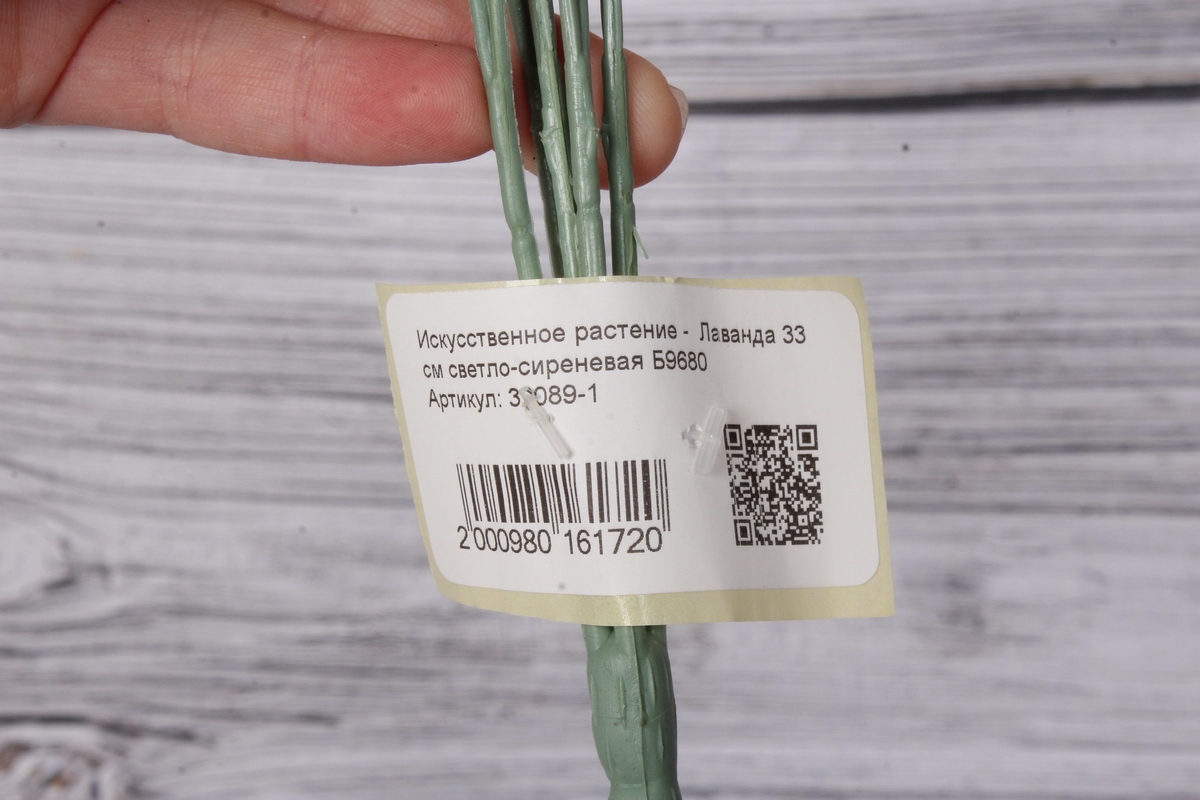 Искусственное растение - Лаванда 33
см светло-сиреневая Б9680
Артикул:
2 000980 161720